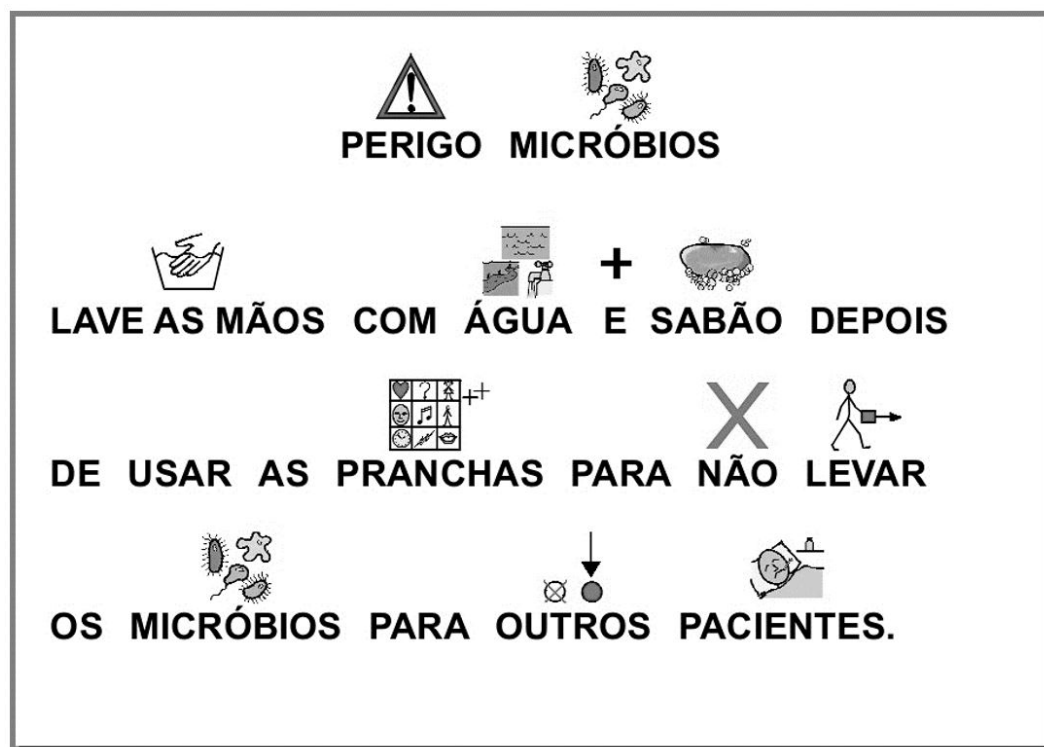 PERIGO MICRÓBIOS
LAVE AS MÃOS COM ÁGUA E SABÃO DEPOIS
DE USAR AS PRANCHAS PARA NÃO LEVAR
OS MICRÓBIOS PARA OUTROS PACIENTES.